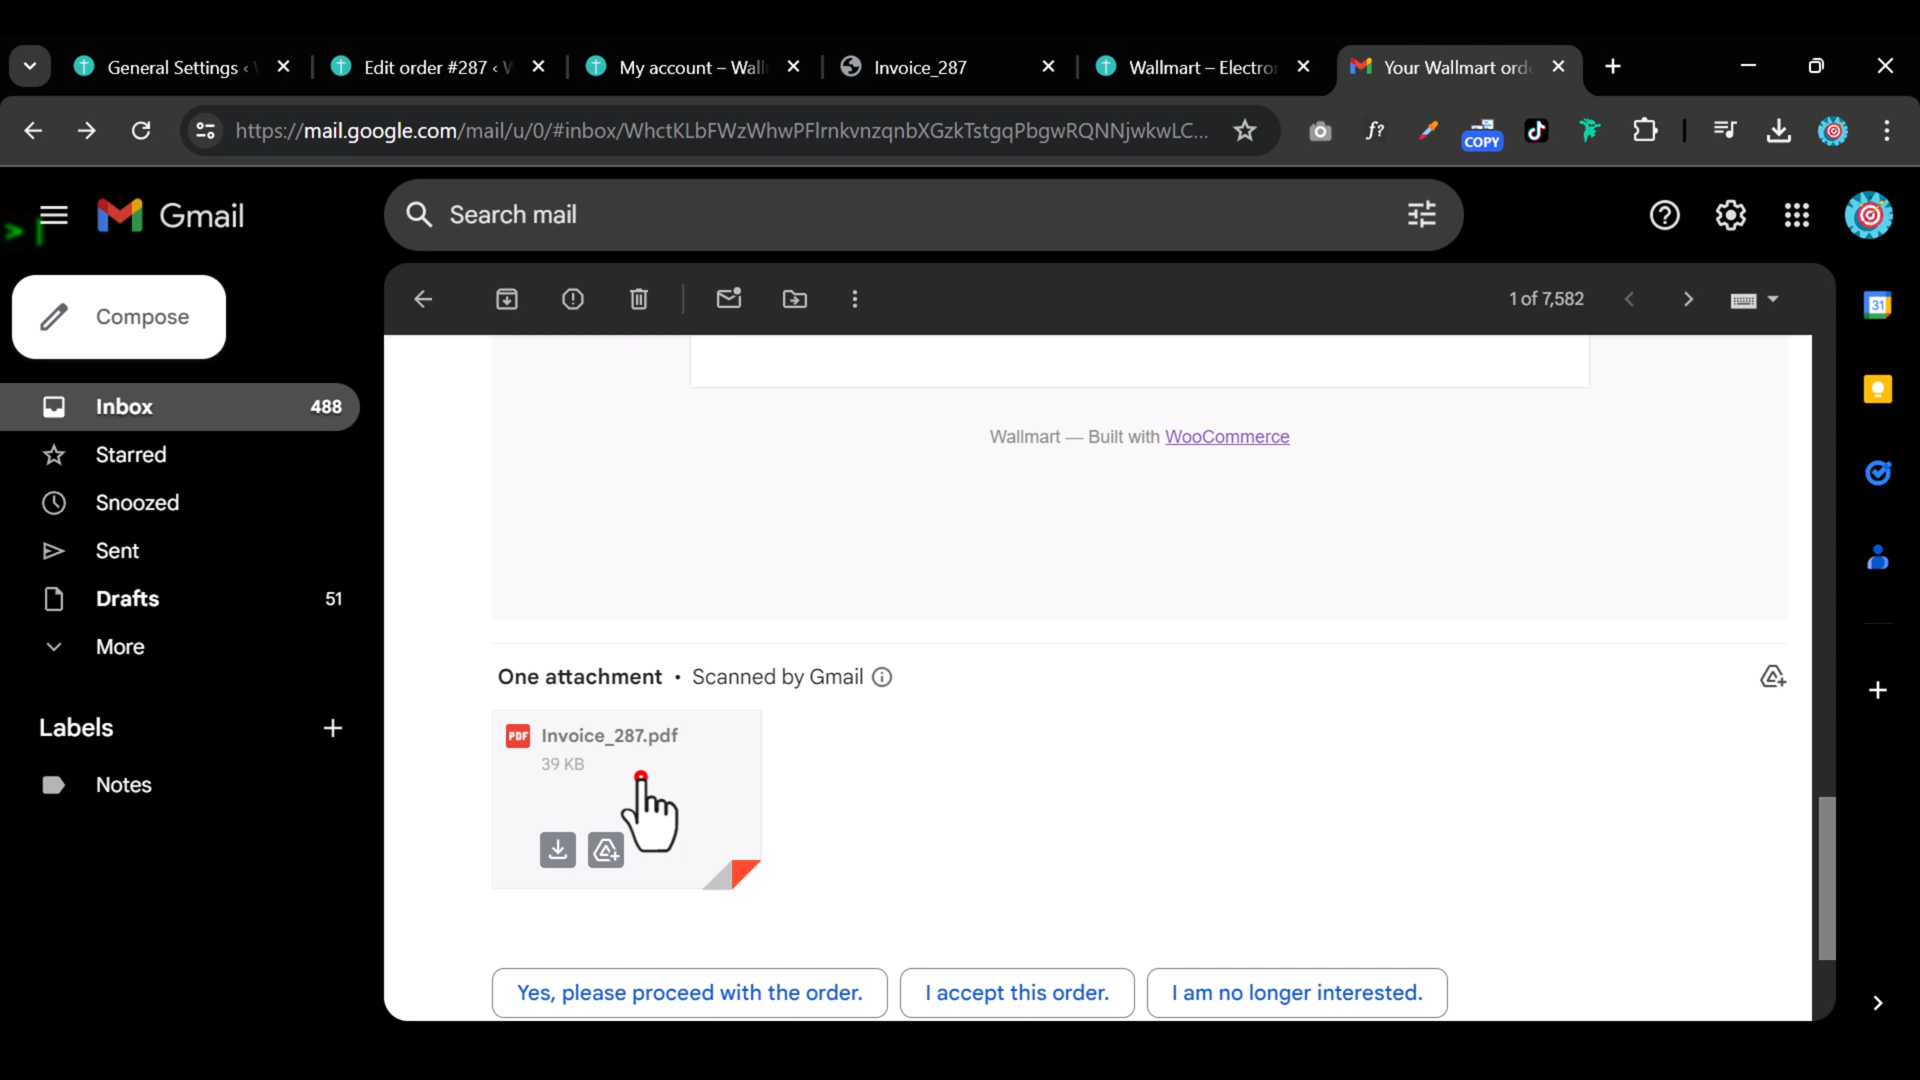 General Settings ‹
Edit order #287 ‹
My account – Wall
Invoice_287
Wallmart – Electro
Your Wallmart ord
https://mail.google.com/mail/u/0/#inbox/WhctKLbFWzWhwPFlrnkvnzqnbXGzkTstgqPbgwRQNNjwkwLC...
f?
COPY
Gmail
Search mail
Compose
1 of 7,582
31
Inbox 488
Starred
Snoozed
Sent
Drafts 51
More
Labels
Notes
Wallmart — Built with WooCommerce
One attachment • Scanned by Gmail
PDF Invoice_287.pdf
39 KB
Yes, please proceed with the order.
I accept this order.
I am no longer interested.